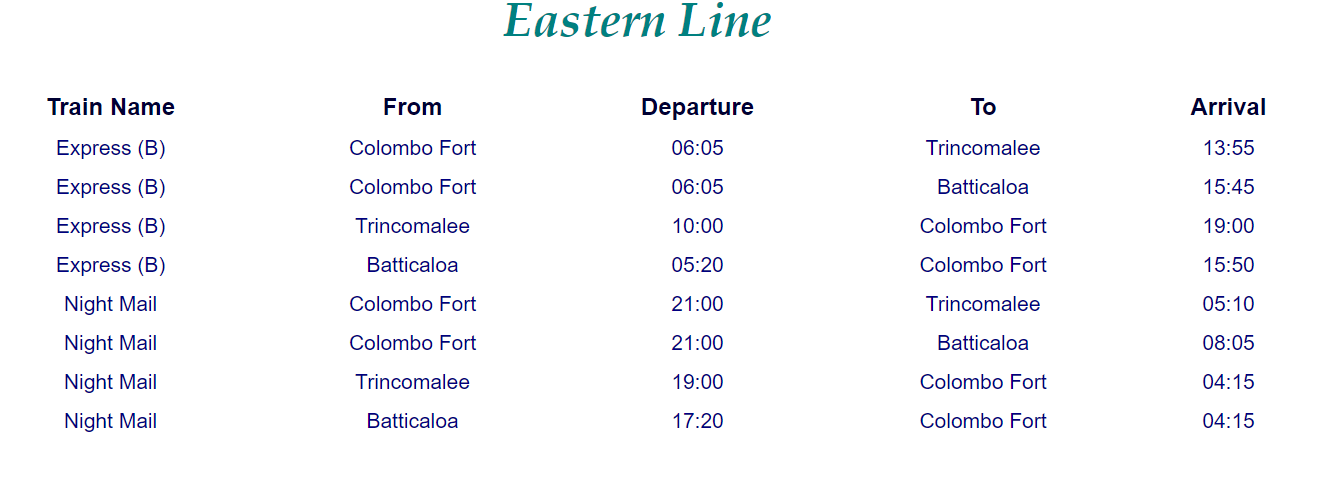 Eastern Line
Train Name From Departure To Arrival
Express (B) Colombo Fort 06:05 Trincomalee 13:55
Express (B) Colombo Fort 06:05 Batticaloa 15:45
Express (B) Trincomalee 10:00 Colombo Fort 19:00
Express (B) Batticaloa 05:20 Colombo Fort 15:50
Night Mail Colombo Fort 21:00 Trincomalee 05:10
Night Mail Colombo Fort 21:00 Batticaloa 08:05
Night Mail Trincomalee 19:00 Colombo Fort 04:15
Night Mail Batticaloa 17:20 Colombo Fort 04:15